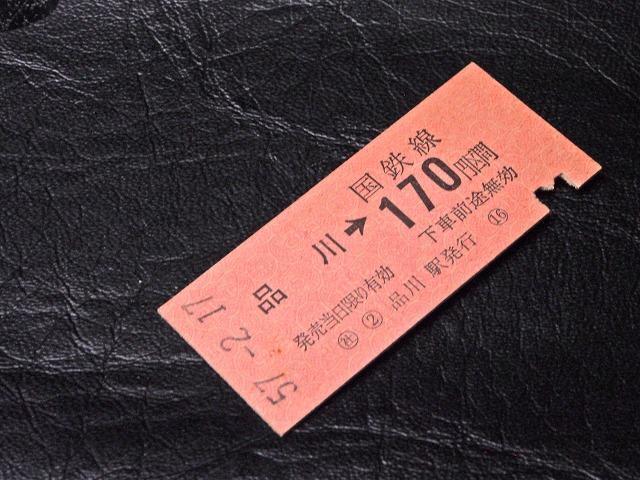 国鉄線
品川→170円区間
発売当日限り有効 下車前途無効
㊓ ② 品川駅発行 ⑯
57.-2.17